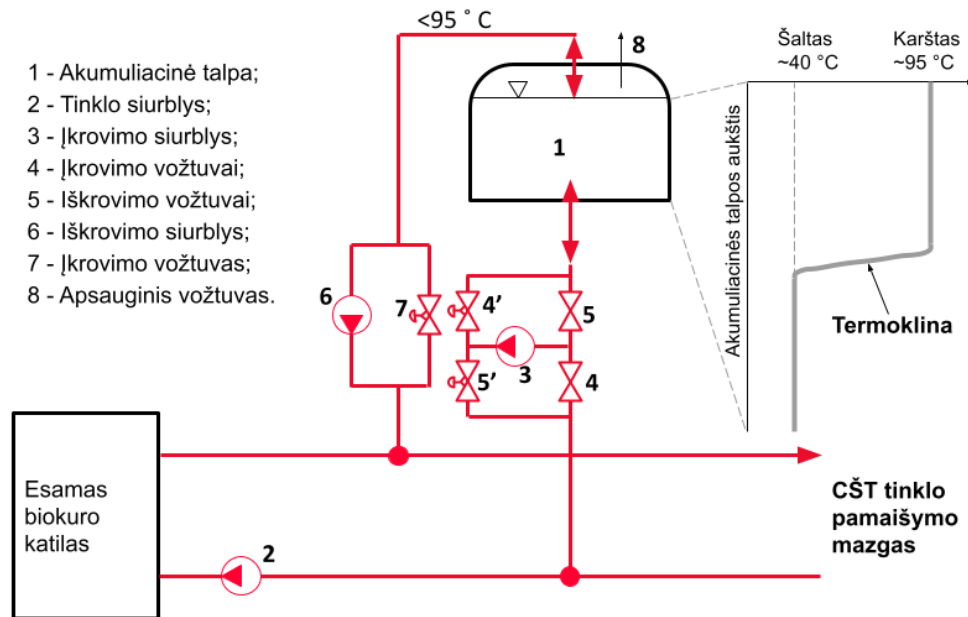 <95 ˚ C
1 - Akumuliacinė talpa;
2 - Tinklo siurblys;
3 - Įkrovimo siurblys;
4 - Įkrovimo vožtuvai;
5 - Iškrovimo vožtuvai;
6 - Iškrovimo siurblys;
7 - Įkrovimo vožtuvas;
8 - Apsauginis vožtuvas.
8
1
6
7
4’
5
3
5’
4
2
Šaltas
~40 °C
Karštas
~95 °C
Akumuliacinės talpos aukštis
Termoklina
Esamas
biokuro
katilas
CŠT tinklo
pamaišymo
mazgas